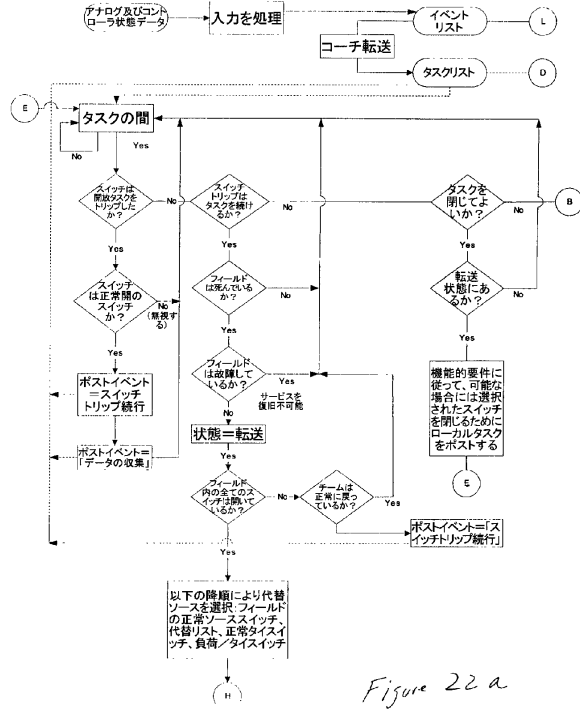 アナログ及びコント
ローラ状態データ
入力を処理
イベント
リスト
L
コーチ転送
タスクリスト
D
E
タスクの間
No
Yes
スイッチは
開放タスクを
トリップした
か？
No
スイッチ
トリップは
タスクを続け
るか？
No
タスクを
閉じてよ
いか？
No
B
Yes
Yes
Yes
スイッチ
は正常開の
スイッチ
か？
No
(無視す
る)
フィールド
は死んでいる
か？
No
転送
状態にあ
るか？
No
Yes
Yes
Yes
ポストイベント
＝スイッチ
トリップ続行
フィールド
は故障して
いるか？
Yes
サービスを
復旧不可能
機能的要件に
従って、可能な
場合には選択
されたスイッチ
を閉じるために
ローカルタスク
をポストする
No
ポストイベント＝
「データの収集」
状態＝転送
E
Yes
フィールド
内の全てのス
イッチは開いて
いるか？
No
チームは
正常に戻っ
ているか？
Yes
ポストイベント＝「ス
イッチトリップ続行」
Yes
以下の降順により代替
ソースを選択：フィールド
の正常ソーススイッチ、
代替リスト、正常タイスイ
ッチ、負荷／タイスイッチ
H
Figure 22a